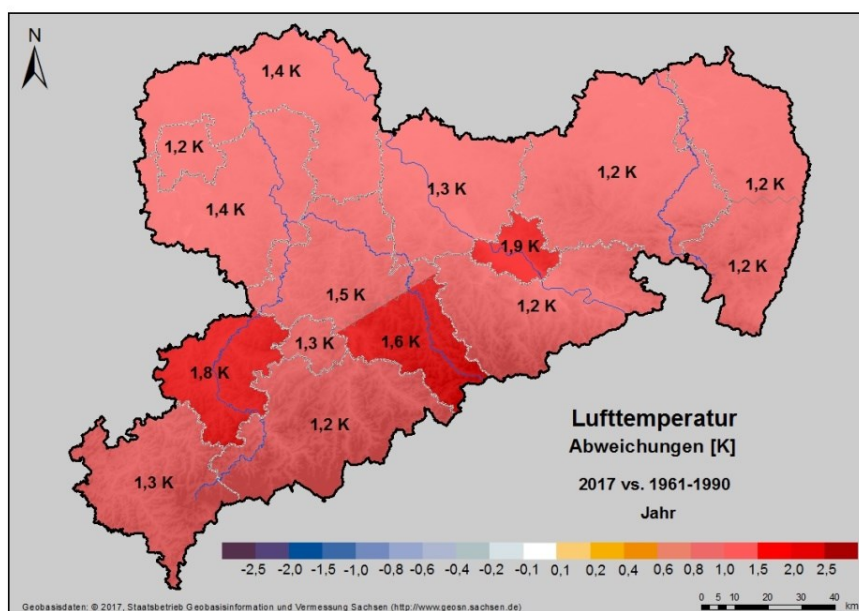 N
1,4 K
1,2 K
1,3 K
1,2 K
1,2 K
1,4 K
1,9 K
1,2 K
1,5 K
1,2 K
1,3 K
1,6 K
1,8 K
1,2 K
1,3 K
Lufttemperatur
Abweichungen [K]
2017 vs. 1961-1990
Jahr
-2,5 -2,0 -1,5 -1,0 -0,8 -0,6 -0,4 -0,2 -0,1 0,1 0,2 0,4 0,6 0,8 1,0 1,5 2,0 2,5
Geobasisdaten: © 2017, Staatsbetrieb Geobasisinformation und Vermessung Sachsen (http://www.geosn.sachsen.de)
0 5 10 20 30 40 km